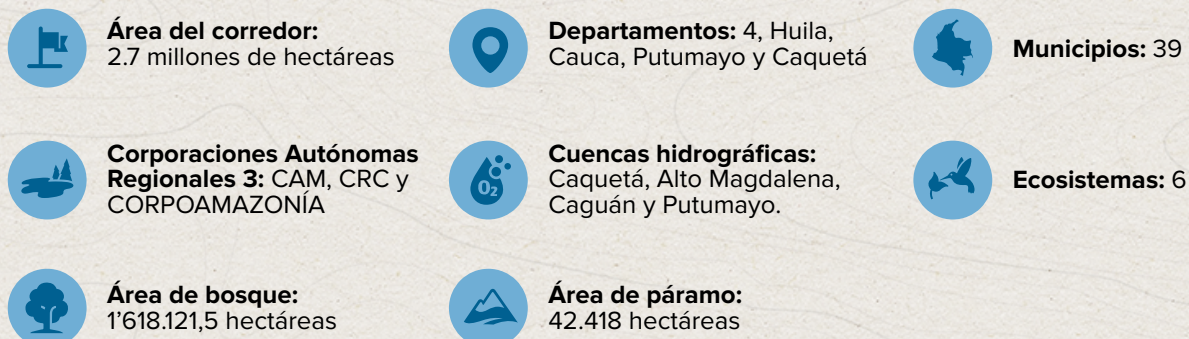 Área del corredor:
2.7 millones de hectáreas
Departamentos: 4, Huila,
Cauca, Putumayo y Caquetá
Municipios: 39
Corporaciones Autónomas
Regionales 3: CAM, CRC y
CORPOAMAZONÍA
O₂
Cuencas hidrográficas:
Caquetá, Alto Magdalena,
Caguán y Putumayo.
Ecosistemas: 6
Área de bosque:
1’618.121,5 hectáreas
Área de páramo:
42.418 hectáreas